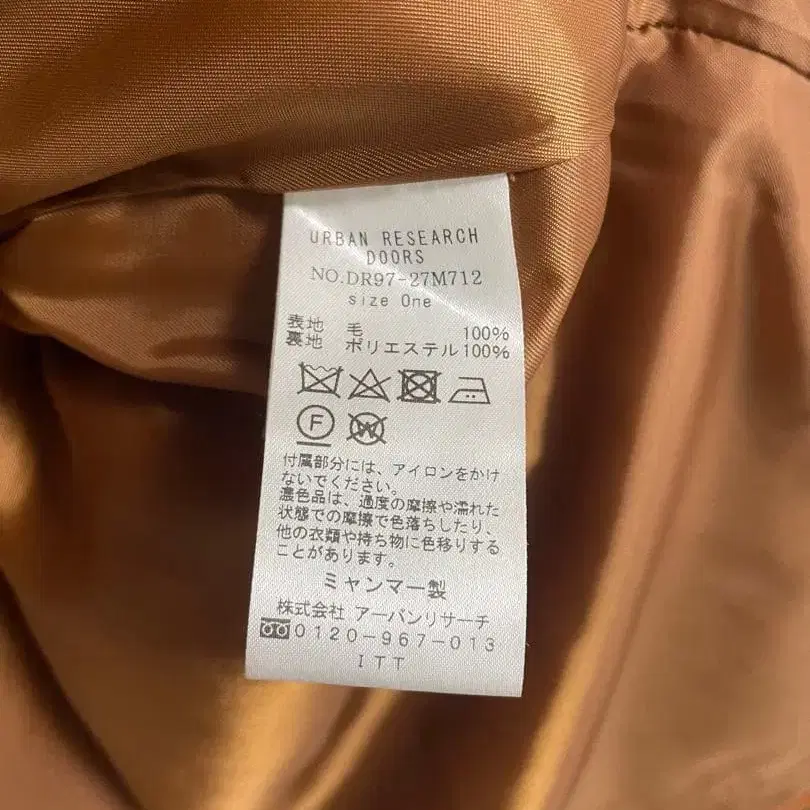 URBAN RESEARCH
DOORS
NO.DR97-27M712
size One
表地 毛 100%
裏地 ポリエステル100%
F W
付属部分には、アイロンをかけ
ないでください。
濃色品は、過度の摩擦や濡れた
状態での摩擦で色落ちしたり、
他の衣類や持ち物に色移りする
ことがあります。
ミャンマー製
株式会社 アーバンリサーチ
0120-967-013
ITT